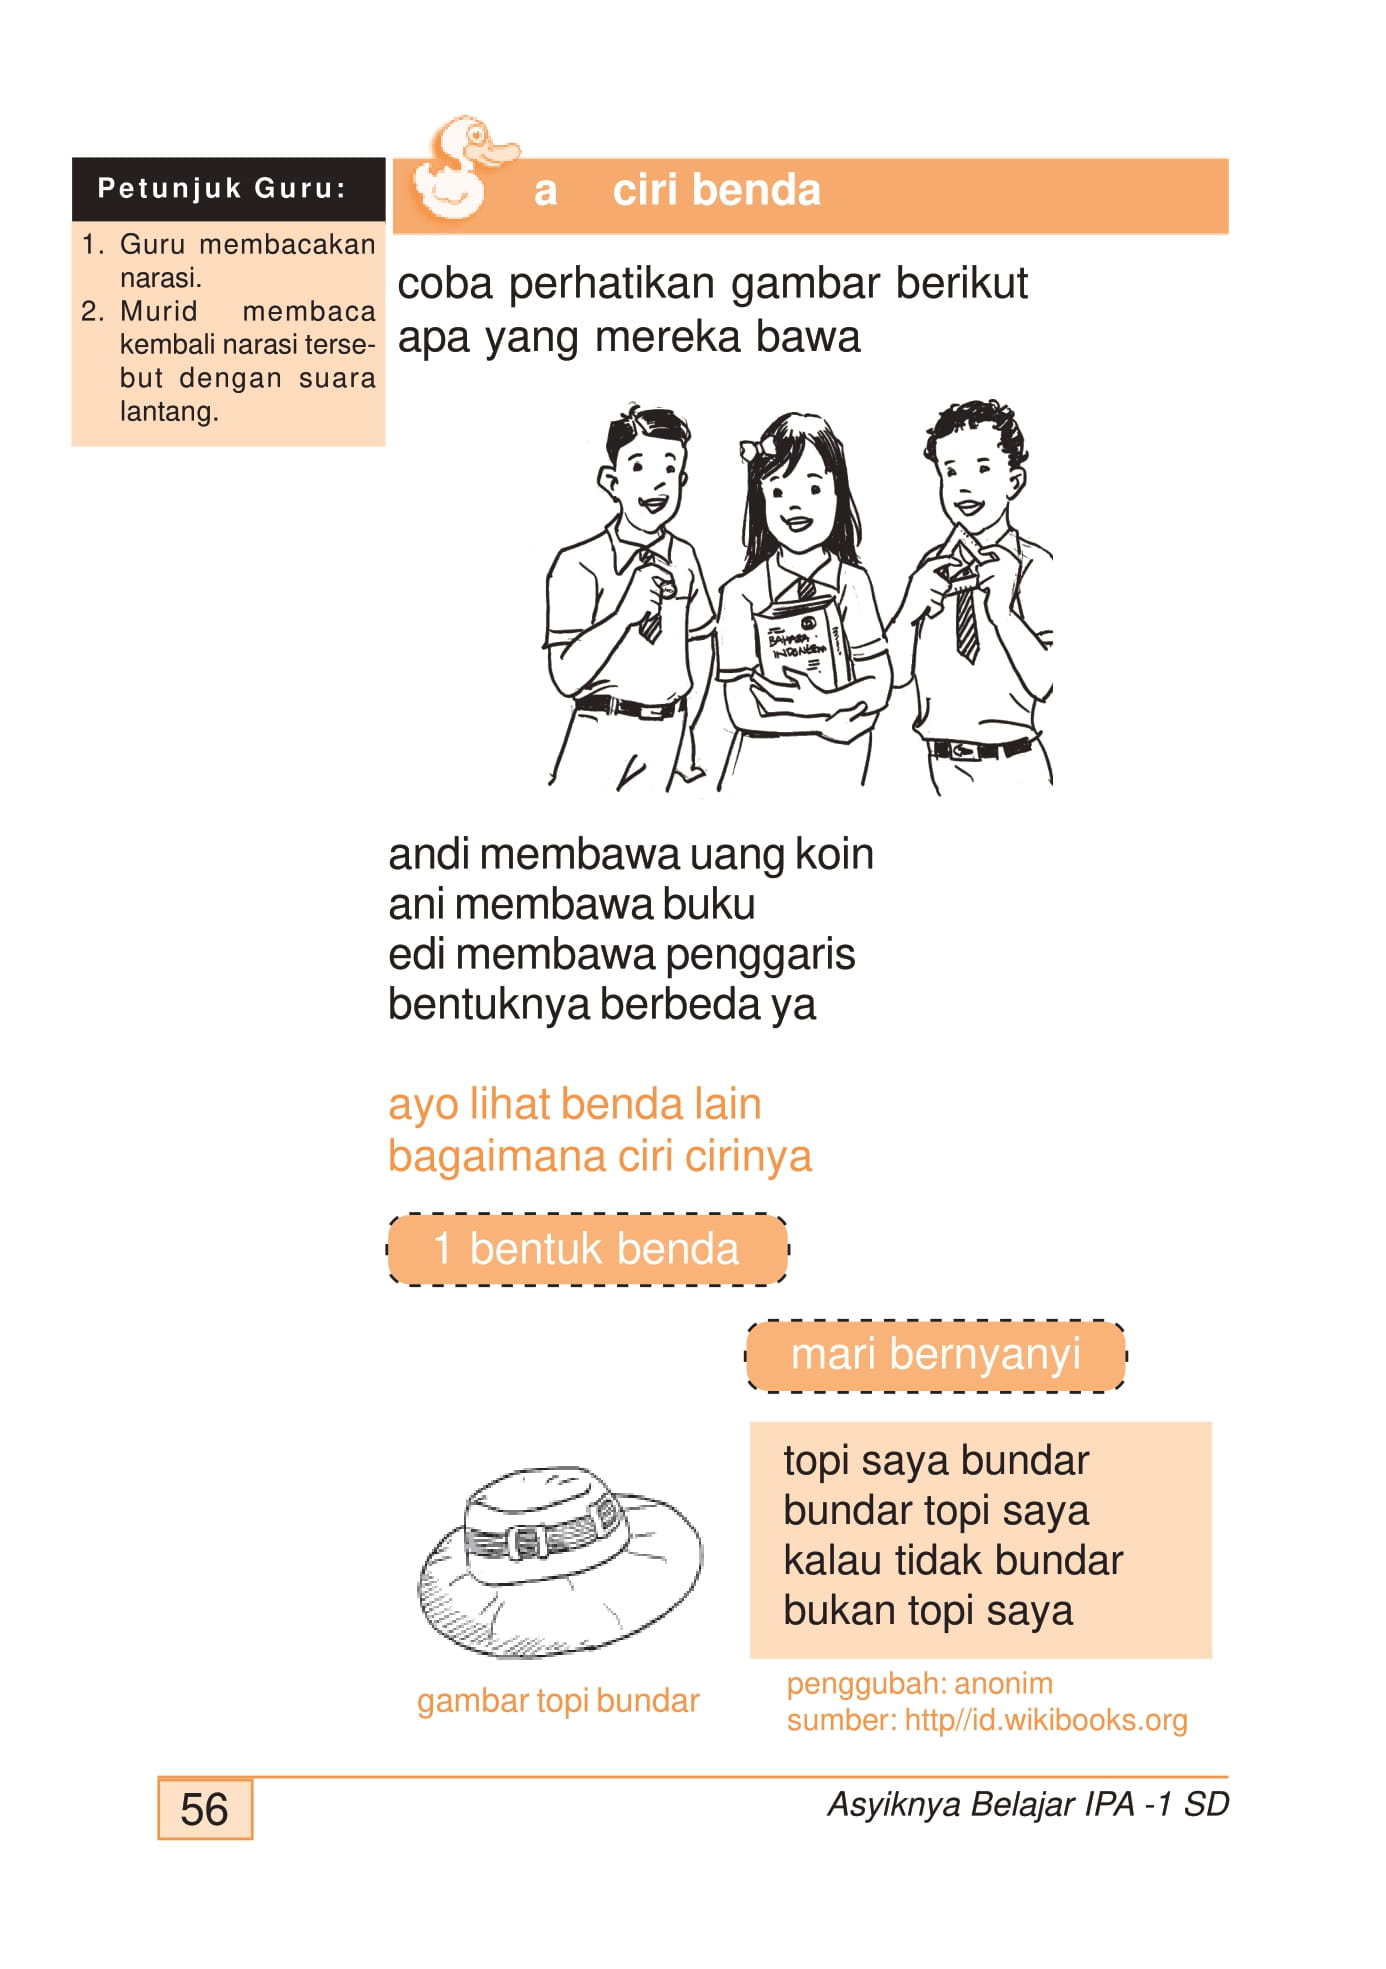 Petunjuk Guru:
1. Guru membacakan
narasi.
2. Murid membaca
kembali narasi terse-
but dengan suara
lantang.
a ciri benda
coba perhatikan gambar berikut
apa yang mereka bawa
BAHASA
INDONESIA
andi membawa uang koin
ani membawa buku
edi membawa penggaris
bentuknya berbeda ya
ayo lihat benda lain
bagaimana ciri cirinya
1 bentuk benda
mari bernyanyi
topi saya bundar
bundar topi saya
kalau tidak bundar
bukan topi saya
gambar topi bundar
penggubah: anonim
sumber: http//id.wikibooks.org
56
Asyiknya Belajar IPA -1 SD